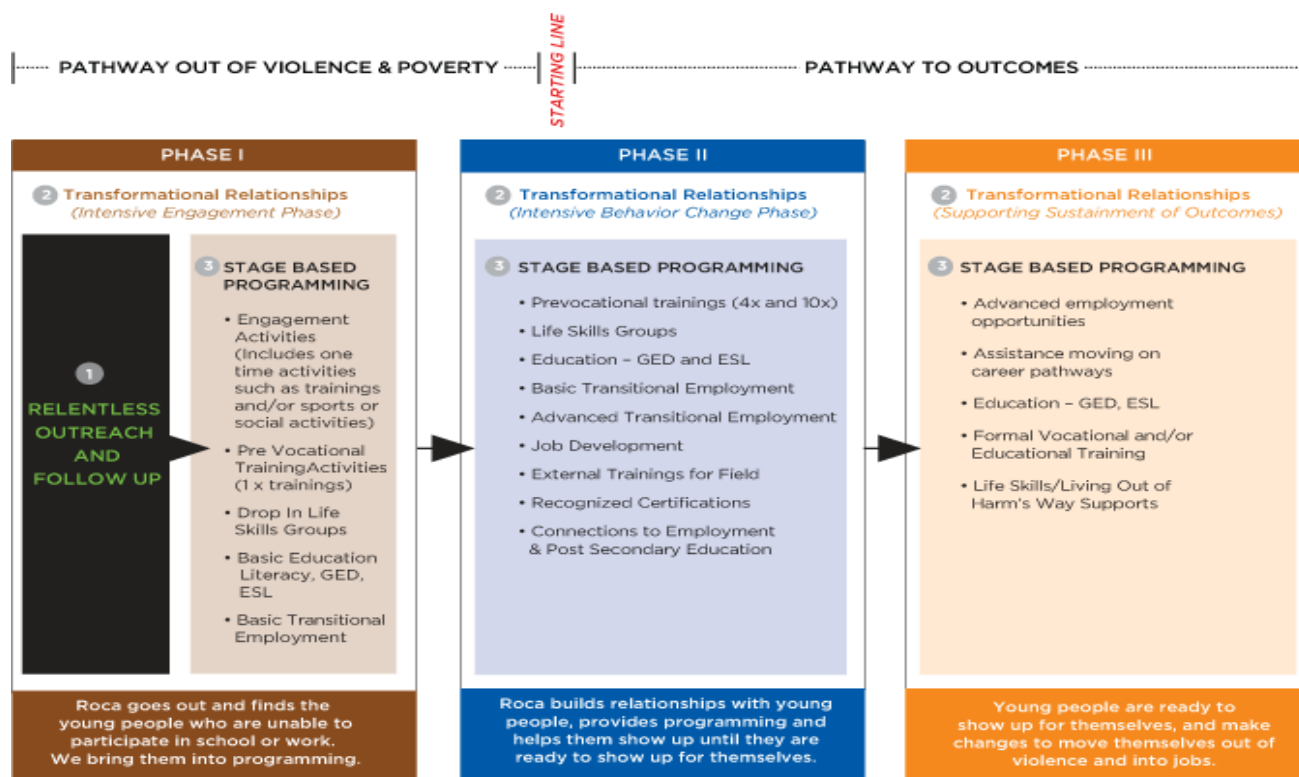 PATHWAY OUT OF VIOLENCE & POVERTY
STARTING LINE
PATHWAY TO OUTCOMES
PHASE I
2 Transformational Relationships
(Intensive Engagement Phase)
1
RELENTLESS
OUTREACH
AND
FOLLOW UP
3 STAGE BASED
PROGRAMMING
• Engagement
Activities
(Includes one
time activities
such as trainings
and/or sports or
social activities)
• Pre Vocational
TrainingActivities
(1 x trainings)
• Drop In Life
Skills Groups
• Basic Education
Literacy, GED,
ESL
• Basic Transitional
Employment
Roca goes out and finds the
young people who are unable to
participate in school or work.
We bring them into programming.
PHASE II
2 Transformational Relationships
(Intensive Behavior Change Phase)
3 STAGE BASED PROGRAMMING
• Prevocational trainings (4x and 10x)
• Life Skills Groups
• Education – GED and ESL
• Basic Transitional Employment
• Advanced Transitional Employment
• Job Development
• External Trainings for Field
• Recognized Certifications
• Connections to Employment
& Post Secondary Education
Roca builds relationships with young
people, provides programming and
helps them show up until they are
ready to show up for themselves.
PHASE III
2 Transformational Relationships
(Supporting Sustainment of Outcomes)
3 STAGE BASED PROGRAMMING
• Advanced employment
opportunities
• Assistance moving on
career pathways
• Education – GED, ESL
• Formal Vocational and/or
Educational Training
• Life Skills/Living Out of
Harm's Way Supports
Young people are ready to
show up for themselves, and make
changes to move themselves out of
violence and into jobs.